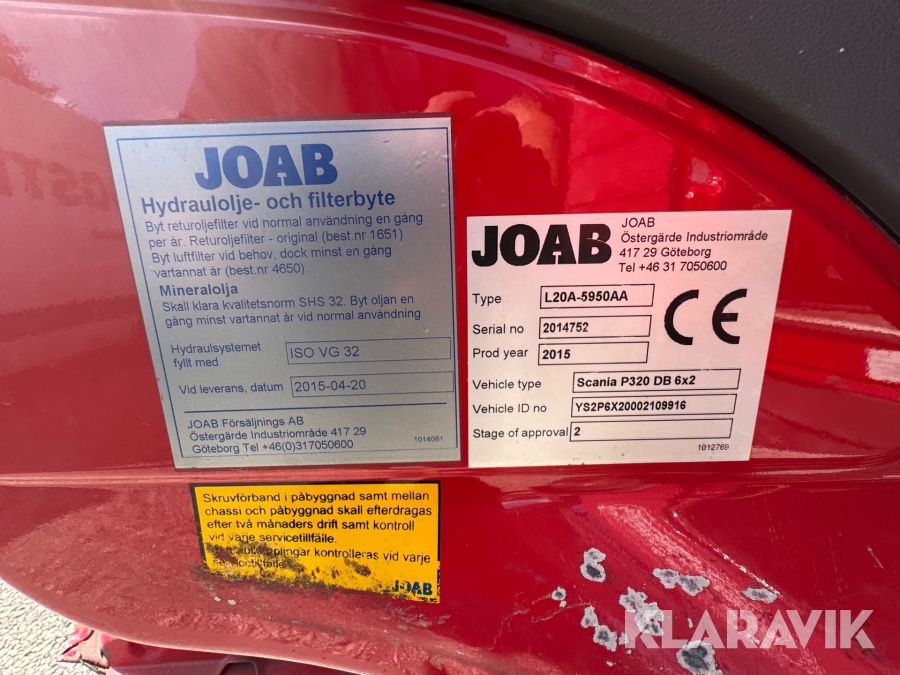 JOAB
Hydraulolje- och filterbyte
Byt returoljefilter vid normal användning en gång
per år. Returoljefilter - original (best.nr 1651)
Byt luftfilter vid behov, dock minst en gång
vartannat år (best.nr 4650).
Mineralolja
Skall klara kvalitetsnorm SHS 32. Byt oljan en
gång minst vartannat år vid normal användning
Hydraulsystemet
fyllt med
ISO VG 32
Vid leverans, datum
2015-04-20
JOAB Försäljnings AB
Östergärde Industriområde 417 29
Göteborg Tel +46(0)317050600
1014061
JOAB
JOAB
Östergärde Industriområde
417 29 Göteborg
Tel +46 31 7050600
Type L20A-5950AA
Serial no 2014752
Prod year 2015
CE
Vehicle type Scania P320 DB 6x2
Vehicle ID no YS2P6X20002109916
Stage of approval 2
1012769
Skruvförband i påbyggnad samt mellan
chassi och påbyggnad skall efterdragas
efter två månaders drift samt kontroll
vid varje servicetillfälle.
kontrolleras vid varje
JOAB
KLARAVIK